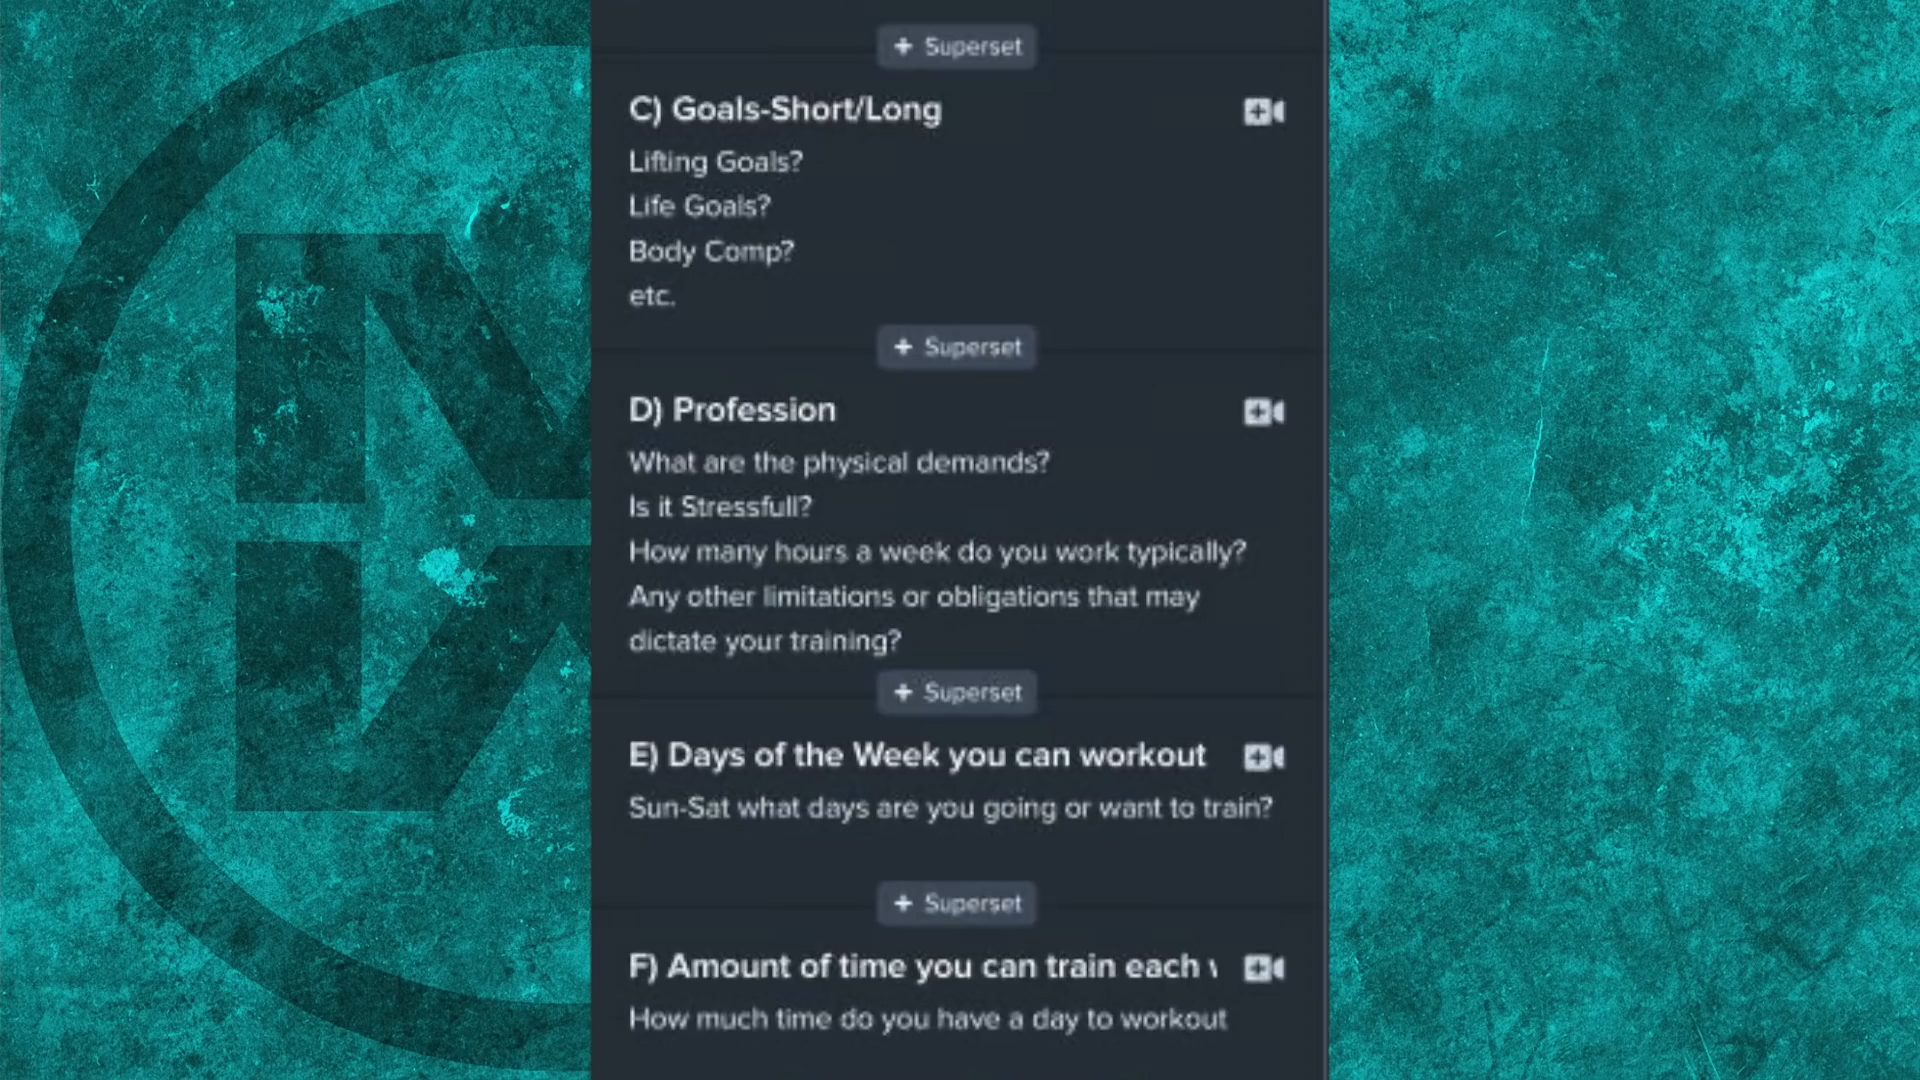 + Superset
C) Goals-Short/Long
Lifting Goals?
Life Goals?
Body Comp?
etc.
+ Superset
D) Profession
What are the physical demands?
Is it Stressfull?
How many hours a week do you work typically?
Any other limitations or obligations that may
dictate your training?
+ Superset
E) Days of the Week you can workout
Sun-Sat what days are you going or want to train?
+ Superset
F) Amount of time you can train each
How much time do you have a day to workout